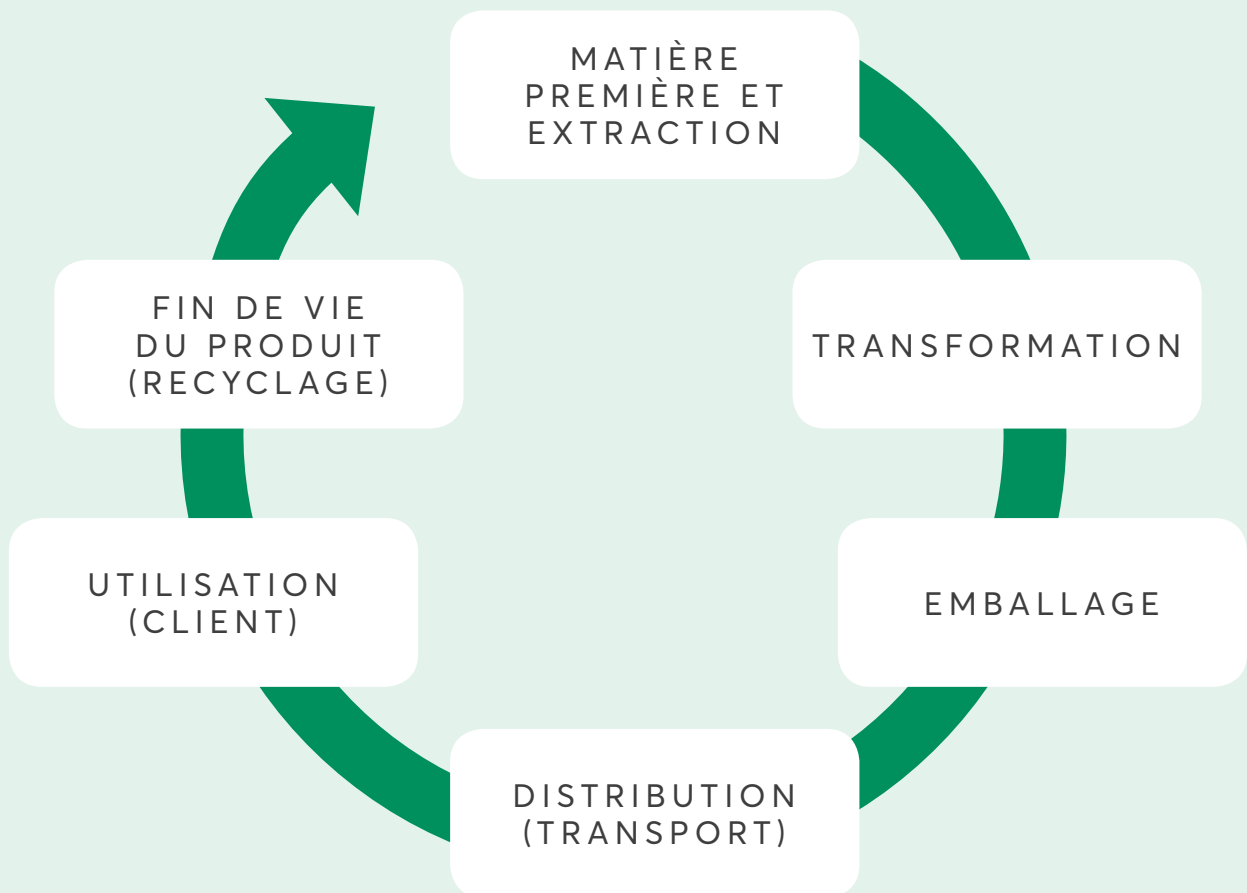 MATIÈRE
PREMIÈRE ET
EXTRACTION
TRANSFORMATION
EMBALLAGE
DISTRIBUTION
(TRANSPORT)
UTILISATION
(CLIENT)
FIN DE VIE
DU PRODUIT
(RECYCLAGE)